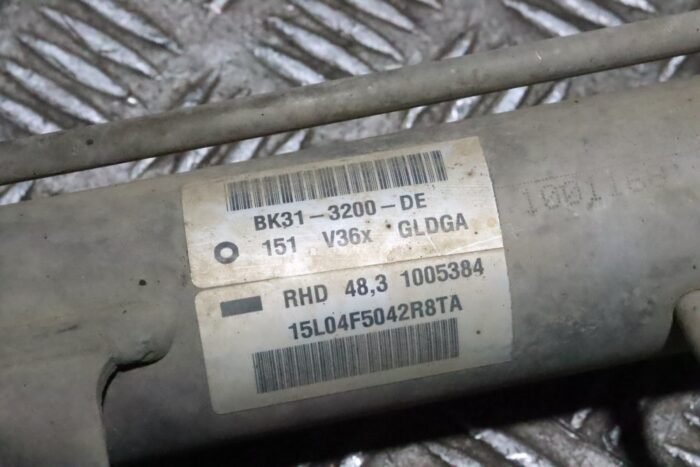 BK31-3200-DE
151 V36x GLDGA
RHD 48,3 1005384
15L04F5042R8TA